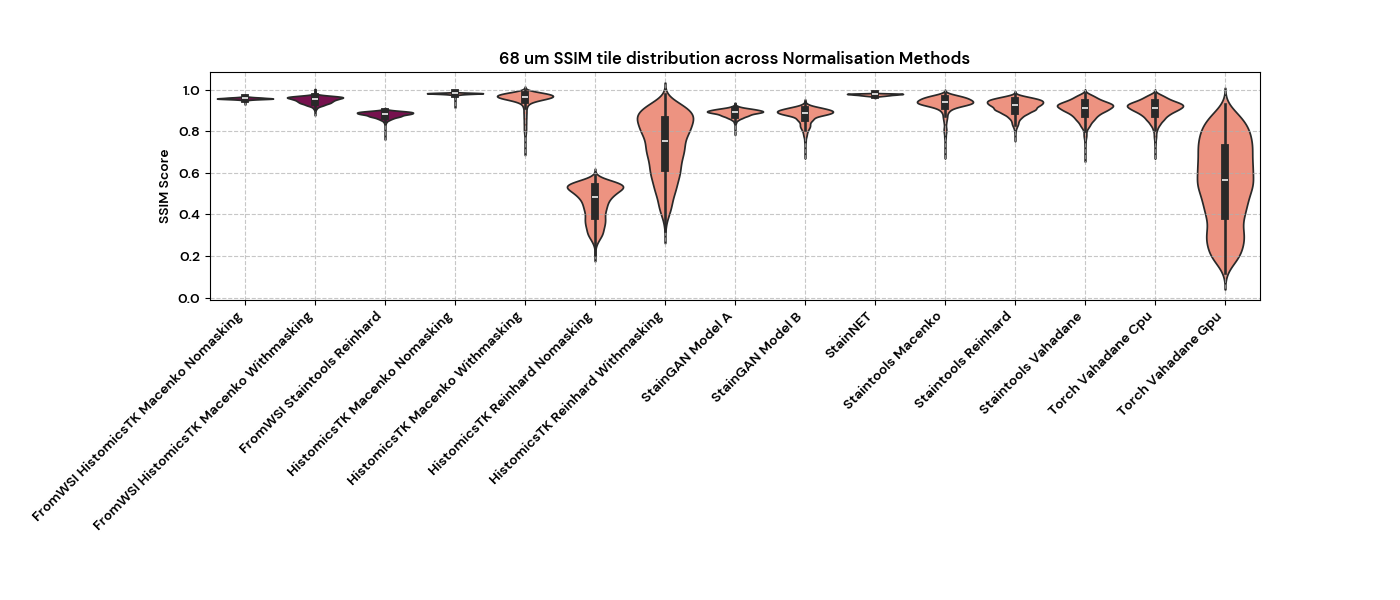 68 um SSIM tile distribution across Normalisation Methods
SSIM Score
1.0
0.8
0.6
0.4
0.2
0.0
FromWSI HistomicsTK Macenko Nomasking
FromWSI HistomicsTK Macenko Withmasking
FromWSI Staintools Reinhard
HistomicsTK Macenko Nomasking
HistomicsTK Macenko Withmasking
HistomicsTK Reinhard Nomasking
HistomicsTK Reinhard Withmasking
StainGAN Model A
StainGAN Model B
StainNET
Staintools Macenko
Staintools Reinhard
Staintools Vahadane
Torch Vahadane Cpu
Torch Vahadane Gpu